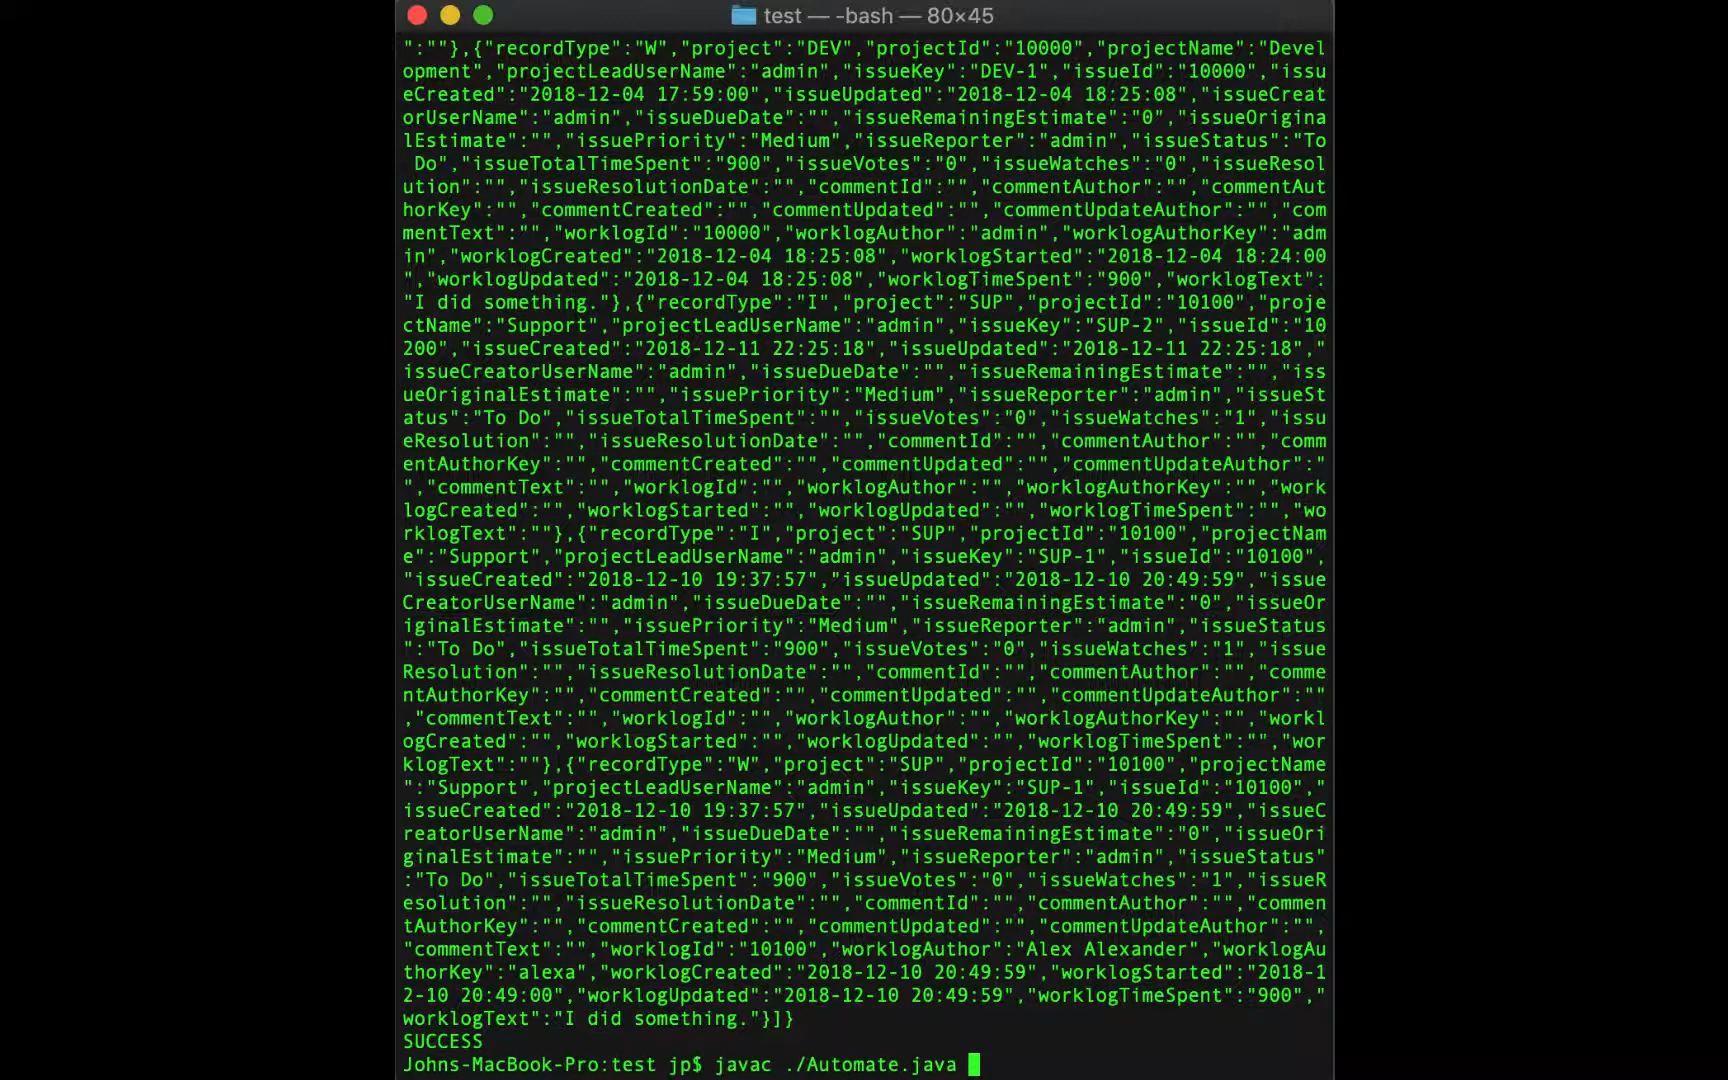 test — -bash — 80×45
":""},{"recordType":"W","project":"DEV","projectId":"10000","projectName":"Devel
opment","projectLeadUserName":"admin","issueKey":"DEV-1","issueId":"10000","issu
eCreated":"2018-12-04 17:59:00","issueUpdated":"2018-12-04 18:25:08","issueCreat
orUserName":"admin","issueDueDate":"","issueRemainingEstimate":"0","issueOrigina
lEstimate":"","issuePriority":"Medium","issueReporter":"admin","issueStatus":"To
 Do","issueTotalTimeSpent":"900","issueVotes":"0","issueWatches":"0","issueResol
ution":"","issueResolutionDate":"","commentId":"","commentAuthor":"","commentAut
horKey":"","commentCreated":"","commentUpdated":"","commentUpdateAuthor":"","com
mentText":"","worklogId":"10000","worklogAuthor":"admin","worklogAuthorKey":"adm
in","worklogCreated":"2018-12-04 18:25:08","worklogStarted":"2018-12-04 18:24:00
","worklogUpdated":"2018-12-04 18:25:08","worklogTimeSpent":"900","worklogText":
"I did something."},{"recordType":"I","project":"SUP","projectId":"10100","proje
ctName":"Support","projectLeadUserName":"admin","issueKey":"SUP-2","issueId":"10
200","issueCreated":"2018-12-11 22:25:18","issueUpdated":"2018-12-11 22:25:18","
issueCreatorUserName":"admin","issueDueDate":"","issueRemainingEstimate":"","iss
ueOriginalEstimate":"","issuePriority":"Medium","issueReporter":"admin","issueSt
atus":"To Do","issueTotalTimeSpent":"","issueVotes":"0","issueWatches":"1","issu
eResolution":"","issueResolutionDate":"","commentId":"","commentAuthor":"","comm
entAuthorKey":"","commentCreated":"","commentUpdated":"","commentUpdateAuthor":"
","commentText":"","worklogId":"","worklogAuthor":"","worklogAuthorKey":"","work
logCreated":"","worklogStarted":"","worklogUpdated":"","worklogTimeSpent":"","wo
rklogText":""},{"recordType":"I","project":"SUP","projectId":"10100","projectNam
e":"Support","projectLeadUserName":"admin","issueKey":"SUP-1","issueId":"10100",
"issueCreated":"2018-12-10 19:37:57","issueUpdated":"2018-12-10 20:49:59","issue
CreatorUserName":"admin","issueDueDate":"","issueRemainingEstimate":"0","issueOr
iginalEstimate":"","issuePriority":"Medium","issueReporter":"admin","issueStatus
":"To Do","issueTotalTimeSpent":"900","issueVotes":"0","issueWatches":"1","issue
Resolution":"","issueResolutionDate":"","commentId":"","commentAuthor":"","comme
ntAuthorKey":"","commentCreated":"","commentUpdated":"","commentUpdateAuthor":""
,"commentText":"","worklogId":"","worklogAuthor":"","worklogAuthorKey":"","workl
ogCreated":"","worklogStarted":"","worklogUpdated":"","worklogTimeSpent":"","wor
klogText":""},{"recordType":"W","project":"SUP","projectId":"10100","projectName
":"Support","projectLeadUserName":"admin","issueKey":"SUP-1","issueId":"10100","
issueCreated":"2018-12-10 19:37:57","issueUpdated":"2018-12-10 20:49:59","issueC
reatorUserName":"admin","issueDueDate":"","issueRemainingEstimate":"0","issueOri
ginalEstimate":"","issuePriority":"Medium","issueReporter":"admin","issueStatus"
:"To Do","issueTotalTimeSpent":"900","issueVotes":"0","issueWatches":"1","issueR
esolution":"","issueResolutionDate":"","commentId":"","commentAuthor":"","commen
tAuthorKey":"","commentCreated":"","commentUpdated":"","commentUpdateAuthor":"",
"commentText":"","worklogId":"10100","worklogAuthor":"Alex Alexander","worklogAu
thorKey":"alexa","worklogCreated":"2018-12-10 20:49:59","worklogStarted":"2018-1
2-10 20:49:00","worklogUpdated":"2018-12-10 20:49:59","worklogTimeSpent":"900","
worklogText":"I did something."}]}
SUCCESS
Johns-MacBook-Pro:test jp$ javac ./Automate.java